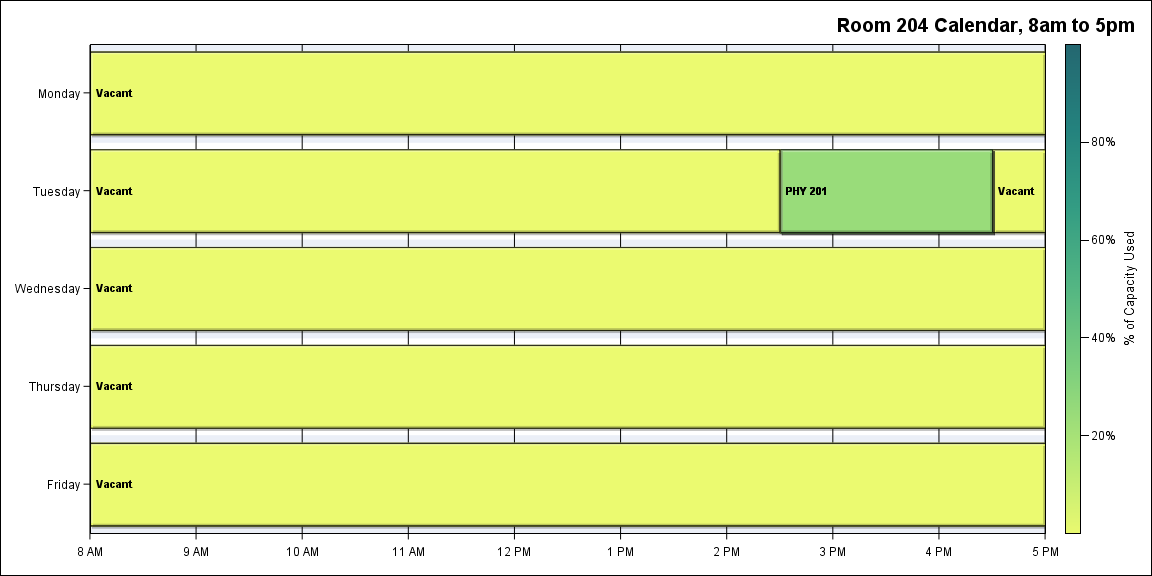 Room 204 Calendar, 8am to 5pm
Monday
Vacant
Tuesday
Vacant
PHY 201
Vacant
Wednesday
Vacant
Thursday
Vacant
Friday
Vacant
8 AM
9 AM
10 AM
11 AM
12 PM
1 PM
2 PM
3 PM
4 PM
5 PM
80%
60%
40%
20%
% of Capacity Used